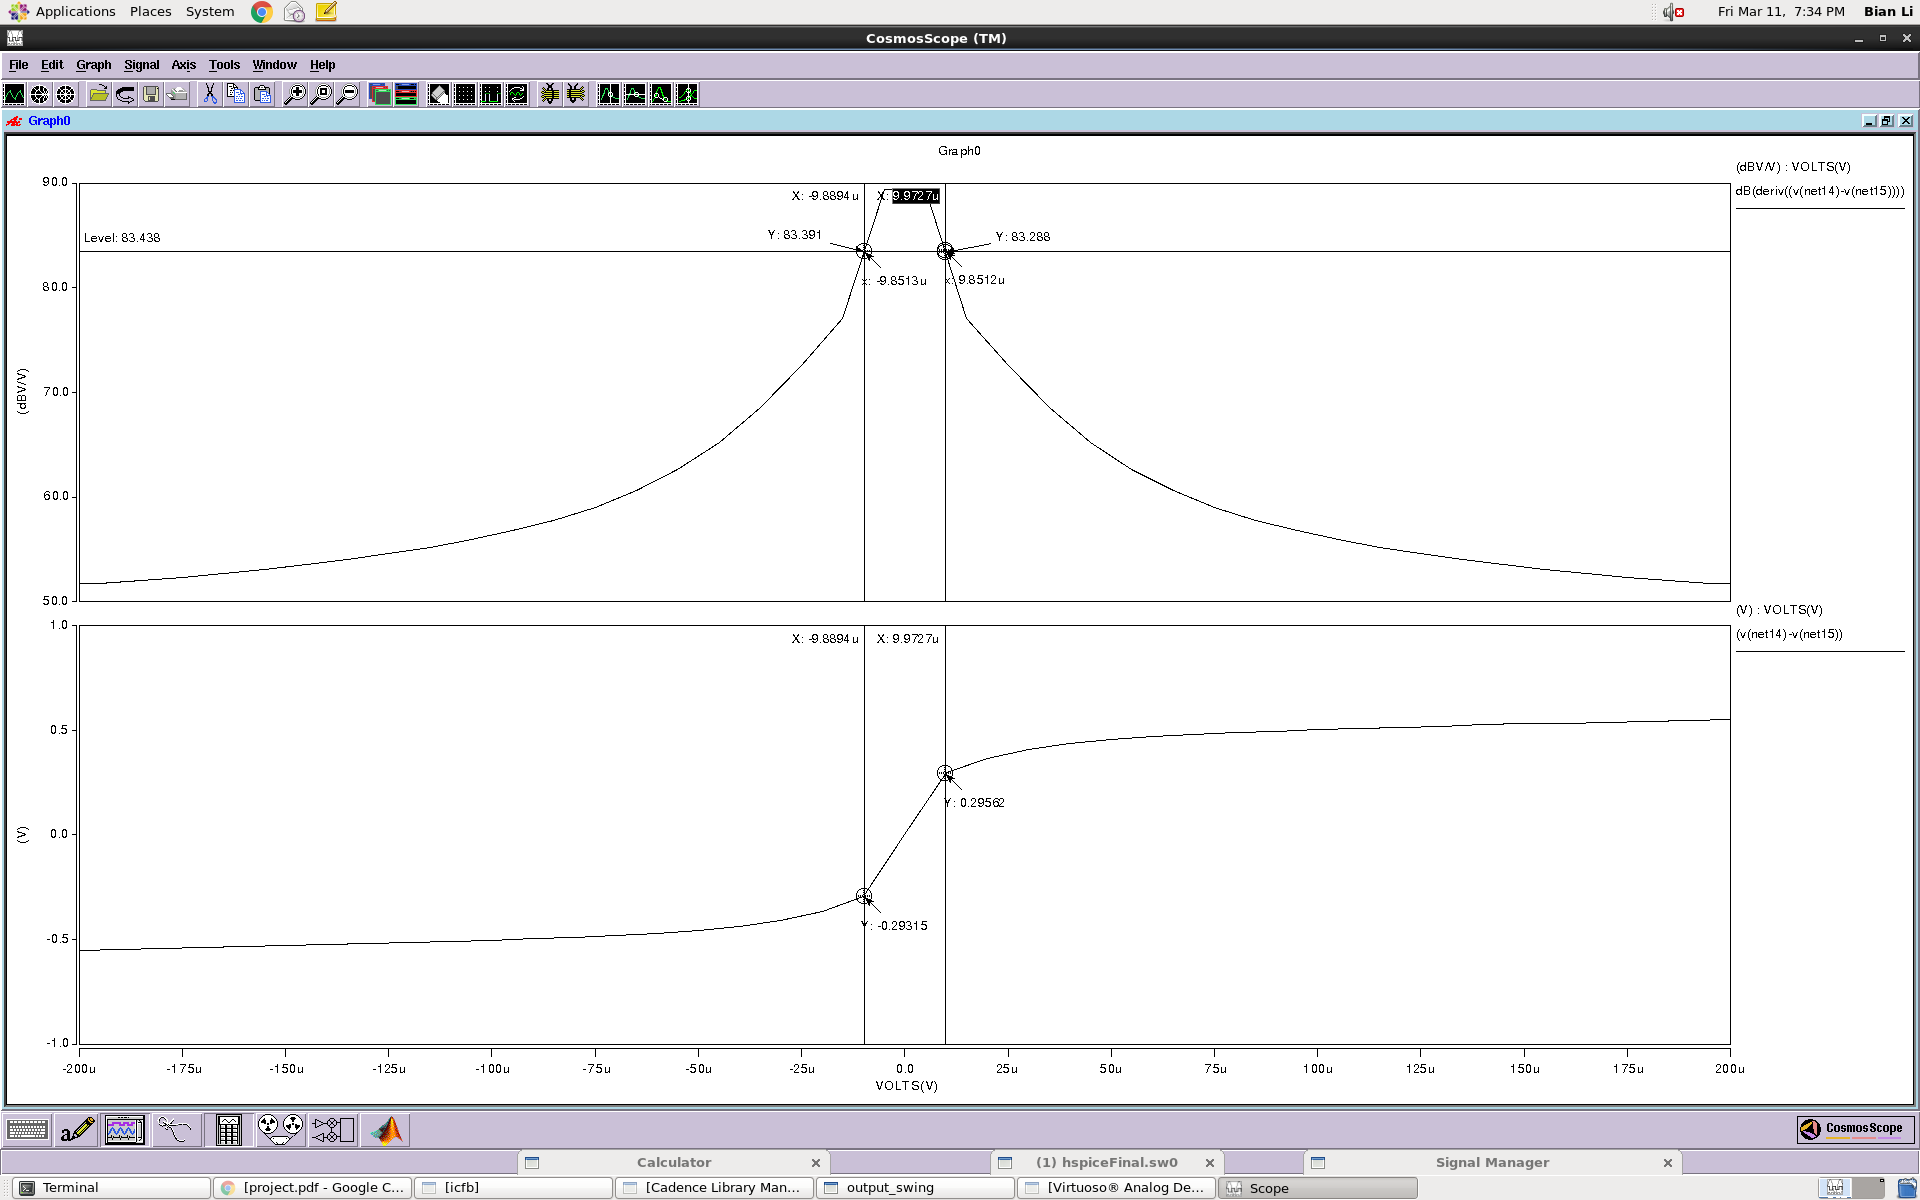 Applications Places System
Fri Mar 11, 7:34 PM Bian Li
CosmosScope (TM)
File Edit Graph Signal Axis Tools Window Help
Graph0
Graph0
(dBV/V) : VOLTS(V)
dB(deriv((v(net14)-v(net15))))
90.0
80.0
70.0
60.0
50.0
(dBV/V)
X: -9.8894u
X: 9.9727u
Level: 83.438
Y: 83.391
Y: 83.288
x: -9.8513u
x: 9.8512u
(V) : VOLTS(V)
(v(net14)-v(net15))
1.0
0.5
0.0
-0.5
-1.0
(V)
X: -9.8894u
X: 9.9727u
Y: 0.29562
Y: -0.29315
-200u -175u -150u -125u -100u -75u -50u -25u 0.0 25u 50u 75u 100u 125u 150u 175u 200u
VOLTS(V)
CosmosScope
Calculator
(1) hspiceFinal.sw0
Signal Manager
Terminal
[project.pdf - Google C...
[icfb]
[Cadence Library Man...
output_swing
[Virtuoso® Analog De...
Scope